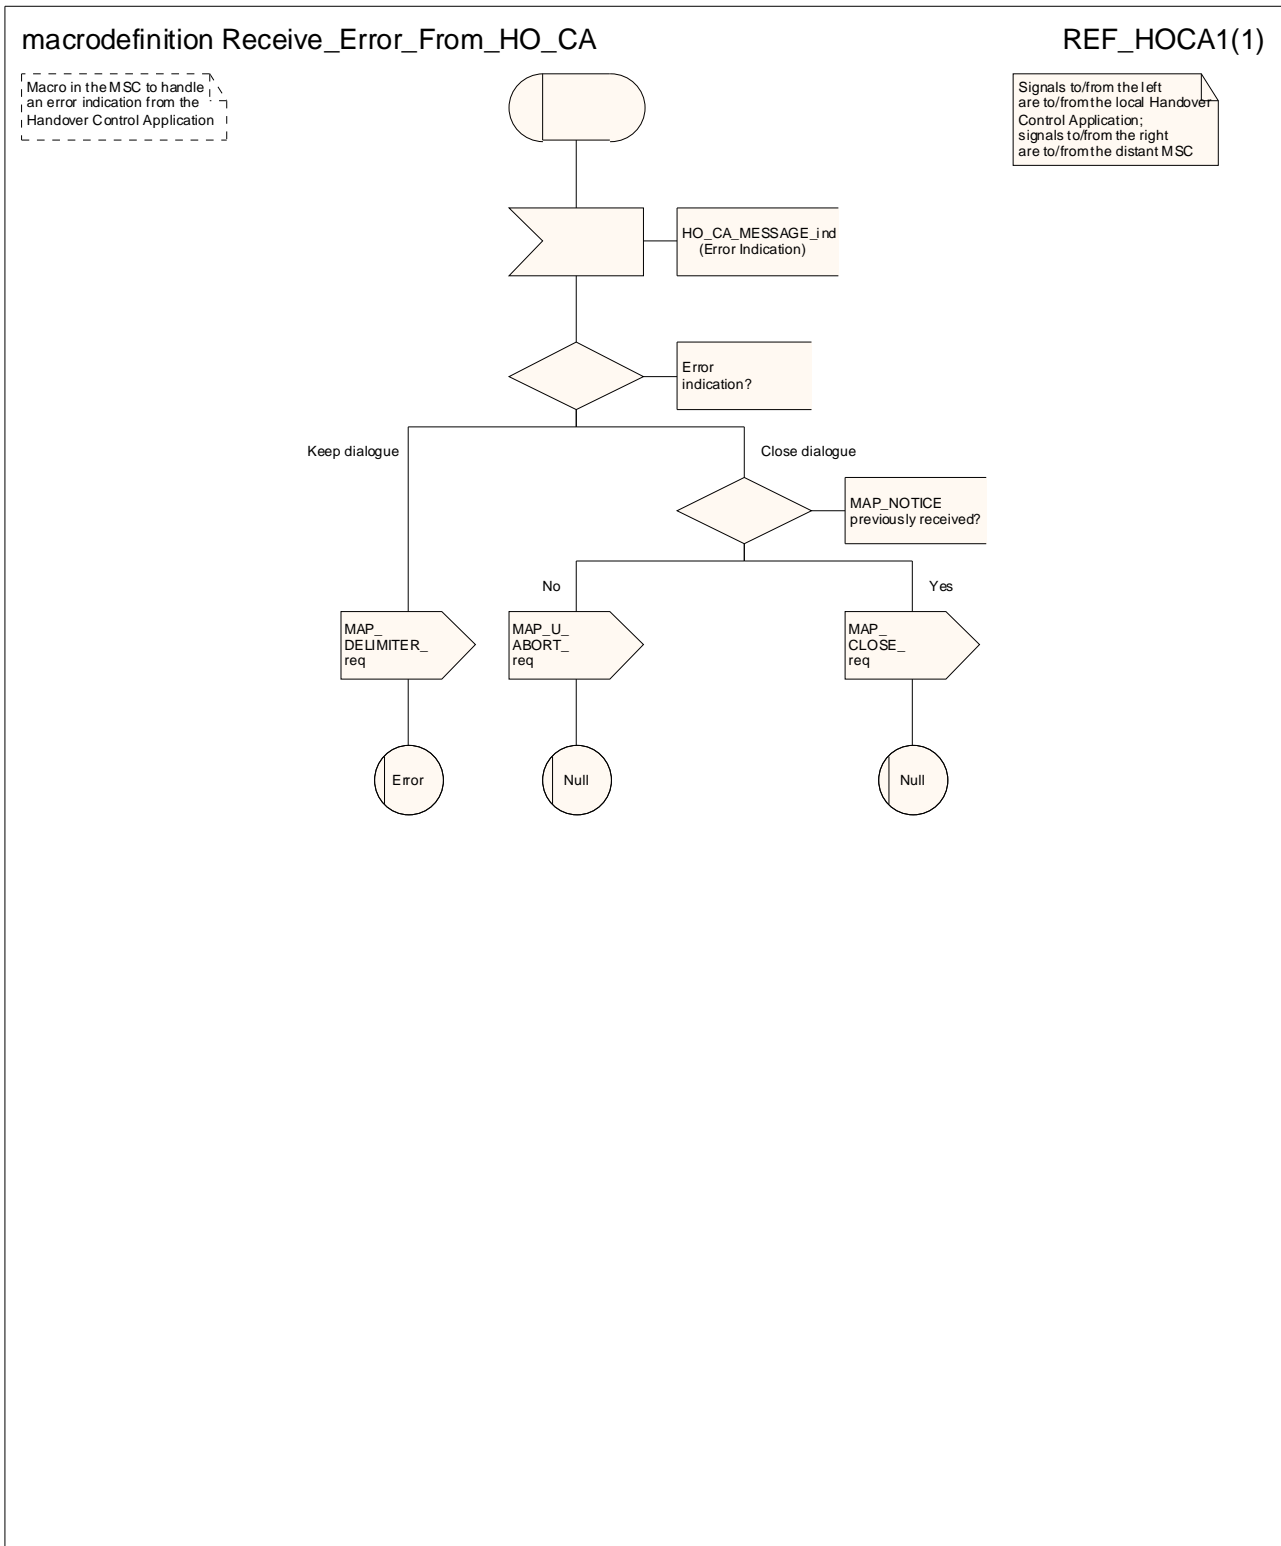 macrodefinition Receive_Error_From_HO_CA
REF_HOCA1(1)
Macro in the MSC to handle
an error indication from the
Handover Control Application
Signals to/from the left
are to/from the local Handover
Control Application;
signals to/from the right
are to/from the distant MSC
HO_CA_MESSAGE_ind
(Error Indication)
Error
indication?
Keep dialogue
Close dialogue
MAP_NOTICE
previously received?
No
Yes
MAP_
DELIMITER_
req
MAP_U_
ABORT_
req
MAP_
CLOSE_
req
Error
Null
Null